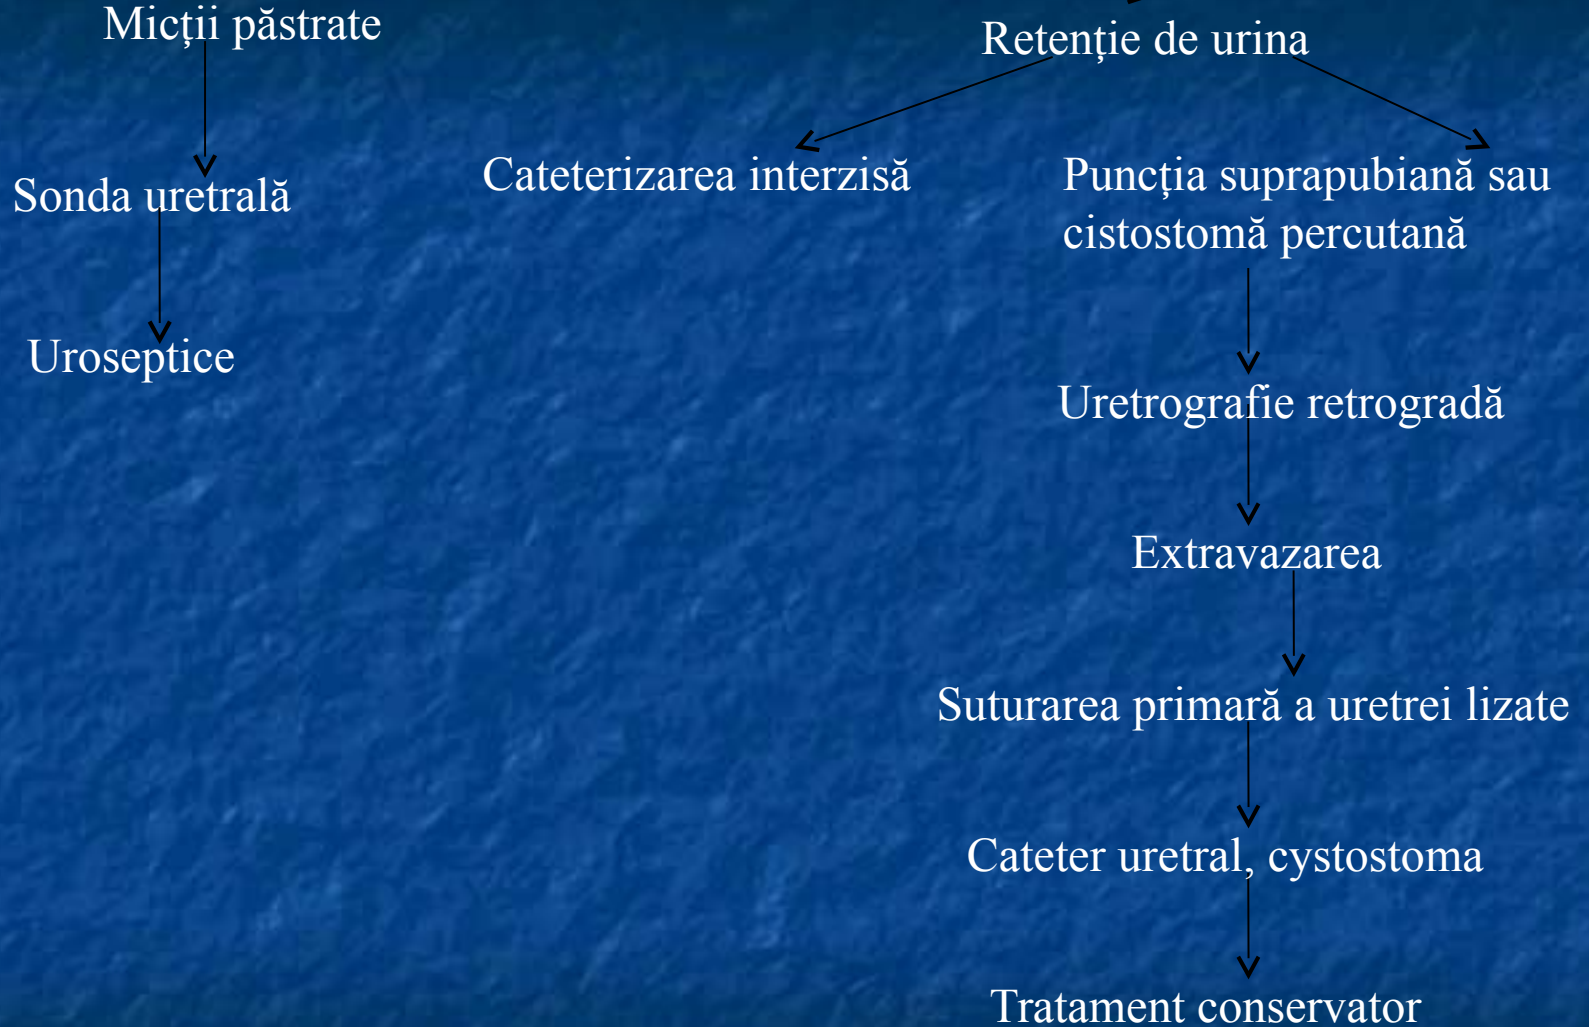 Micții păstrate
Retenție de urina
Sonda uretrală
Cateterizarea interzisă
Puncția suprapubiană sau
cistostomă percutană
Uroseptice
Uretrografie retrogradă
Extravazarea
Suturarea primară a uretrei lizate
Cateter uretral, cystostoma
Tratament conservator